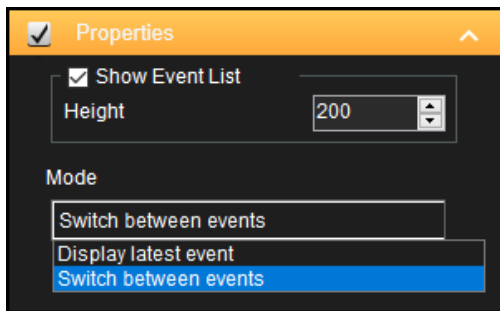 Properties
Show Event List
Height 200
Mode
Switch between events
Display latest event
Switch between events